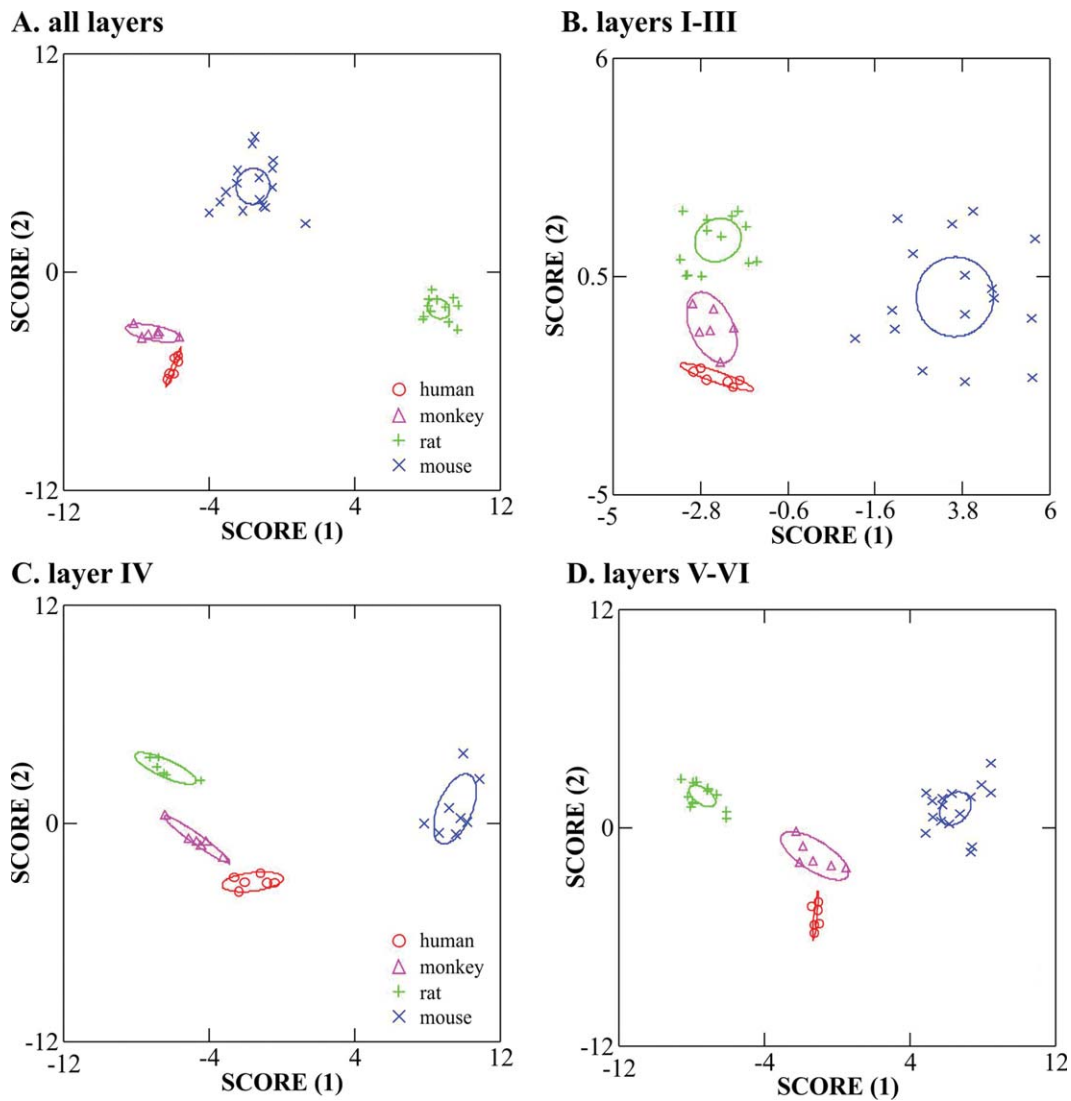 A. all layers
12
0
-12
SCORE (2)
-12
-4
4
12
SCORE (1)
human
monkey
rat
mouse
B. layers I-III
6
0.5
-5
SCORE (2)
-5
-2.8
-0.6
-1.6
3.8
6
SCORE (1)
C. layer IV
12
0
-12
SCORE (2)
-12
-4
4
12
SCORE (1)
human
monkey
rat
mouse
D. layers V-VI
12
0
-12
SCORE (2)
-12
-4
4
12
SCORE (1)